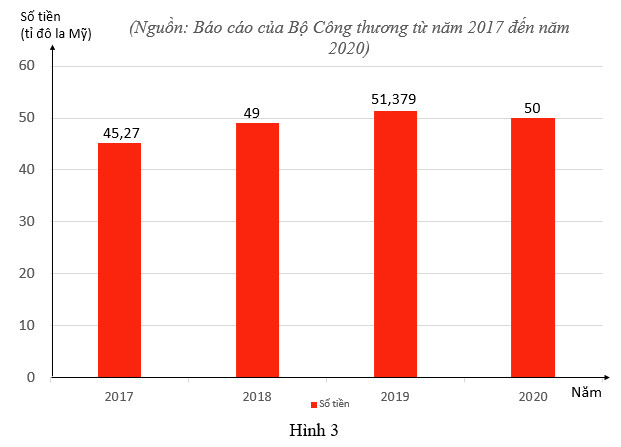 Số tiền
(tỉ đô la Mỹ)
(Nguồn: Báo cáo của Bộ Công thương từ năm 2017 đến năm
2020)
60
50
40
30
20
10
0
45,27
49
51,379
50
2017
2018
2019
2020
Năm
Số tiền
Hình 3